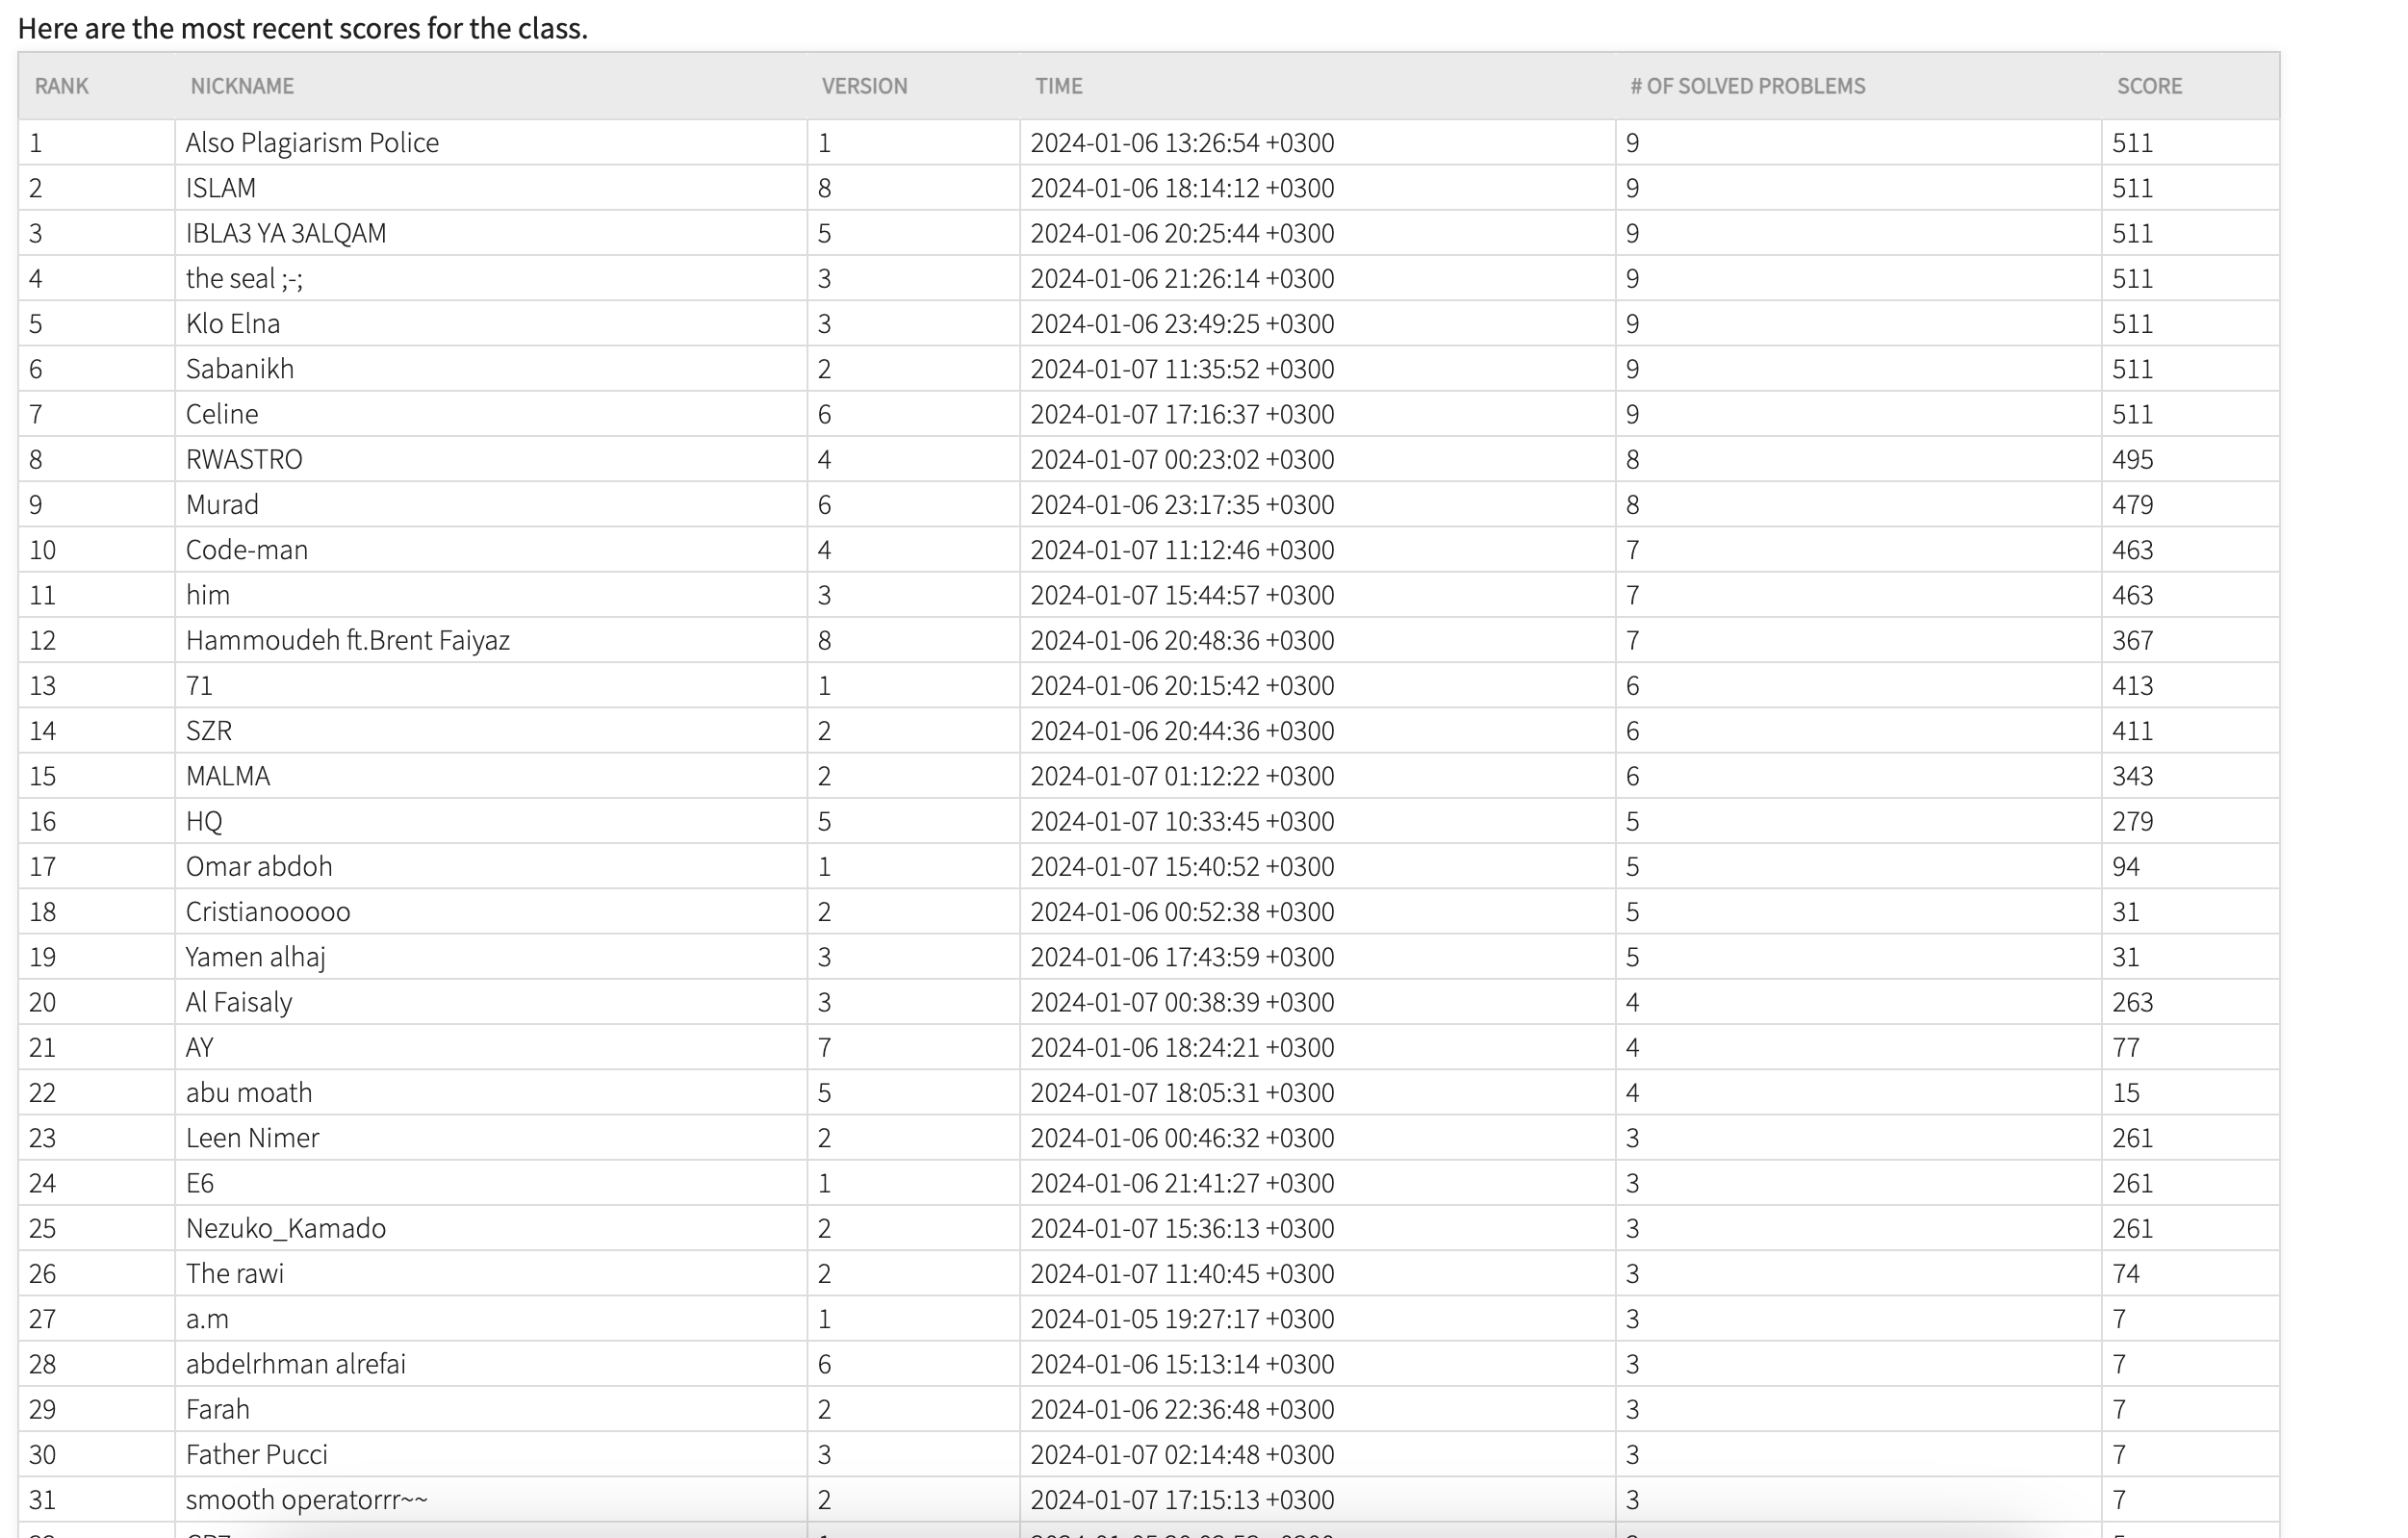 Here are the most recent scores for the class.
RANK NICKNAME VERSION TIME # OF SOLVED PROBLEMS SCORE
1 Also Plagiarism Police 1 2024-01-06 13:26:54 +0300 9 511
2 ISLAM 8 2024-01-06 18:14:12 +0300 9 511
3 IBLA3 YA 3ALQAM 5 2024-01-06 20:25:44 +0300 9 511
4 the seal ;-; 3 2024-01-06 21:26:14 +0300 9 511
5 Klo Elna 3 2024-01-06 23:49:25 +0300 9 511
6 Sabanikh 2 2024-01-07 11:35:52 +0300 9 511
7 Celine 6 2024-01-07 17:16:37 +0300 9 511
8 RWASTRO 4 2024-01-07 00:23:02 +0300 8 495
9 Murad 6 2024-01-06 23:17:35 +0300 8 479
10 Code-man 4 2024-01-07 11:12:46 +0300 7 463
11 him 3 2024-01-07 15:44:57 +0300 7 463
12 Hammoudeh ft.Brent Faiyaz 8 2024-01-06 20:48:36 +0300 7 367
13 71 1 2024-01-06 20:15:42 +0300 6 413
14 SZR 2 2024-01-06 20:44:36 +0300 6 411
15 MALMA 2 2024-01-07 01:12:22 +0300 6 343
16 HQ 5 2024-01-07 10:33:45 +0300 5 279
17 Omar abdoh 1 2024-01-07 15:40:52 +0300 5 94
18 Cristianooooo 2 2024-01-06 00:52:38 +0300 5 31
19 Yamen alhaj 3 2024-01-06 17:43:59 +0300 5 31
20 Al Faisaly 3 2024-01-07 00:38:39 +0300 4 263
21 AY 7 2024-01-06 18:24:21 +0300 4 77
22 abu moath 5 2024-01-07 18:05:31 +0300 4 15
23 Leen Nimer 2 2024-01-06 00:46:32 +0300 3 261
24 E6 1 2024-01-06 21:41:27 +0300 3 261
25 Nezuko_Kamado 2 2024-01-07 15:36:13 +0300 3 261
26 The rawi 2 2024-01-07 11:40:45 +0300 3 74
27 a.m 1 2024-01-05 19:27:17 +0300 3 7
28 abdelrhman alrefai 6 2024-01-06 15:13:14 +0300 3 7
29 Farah 2 2024-01-06 22:36:48 +0300 3 7
30 Father Pucci 3 2024-01-07 02:14:48 +0300 3 7
31 smooth operatorrr~~ 2 2024-01-07 17:15:13 +0300 3 7